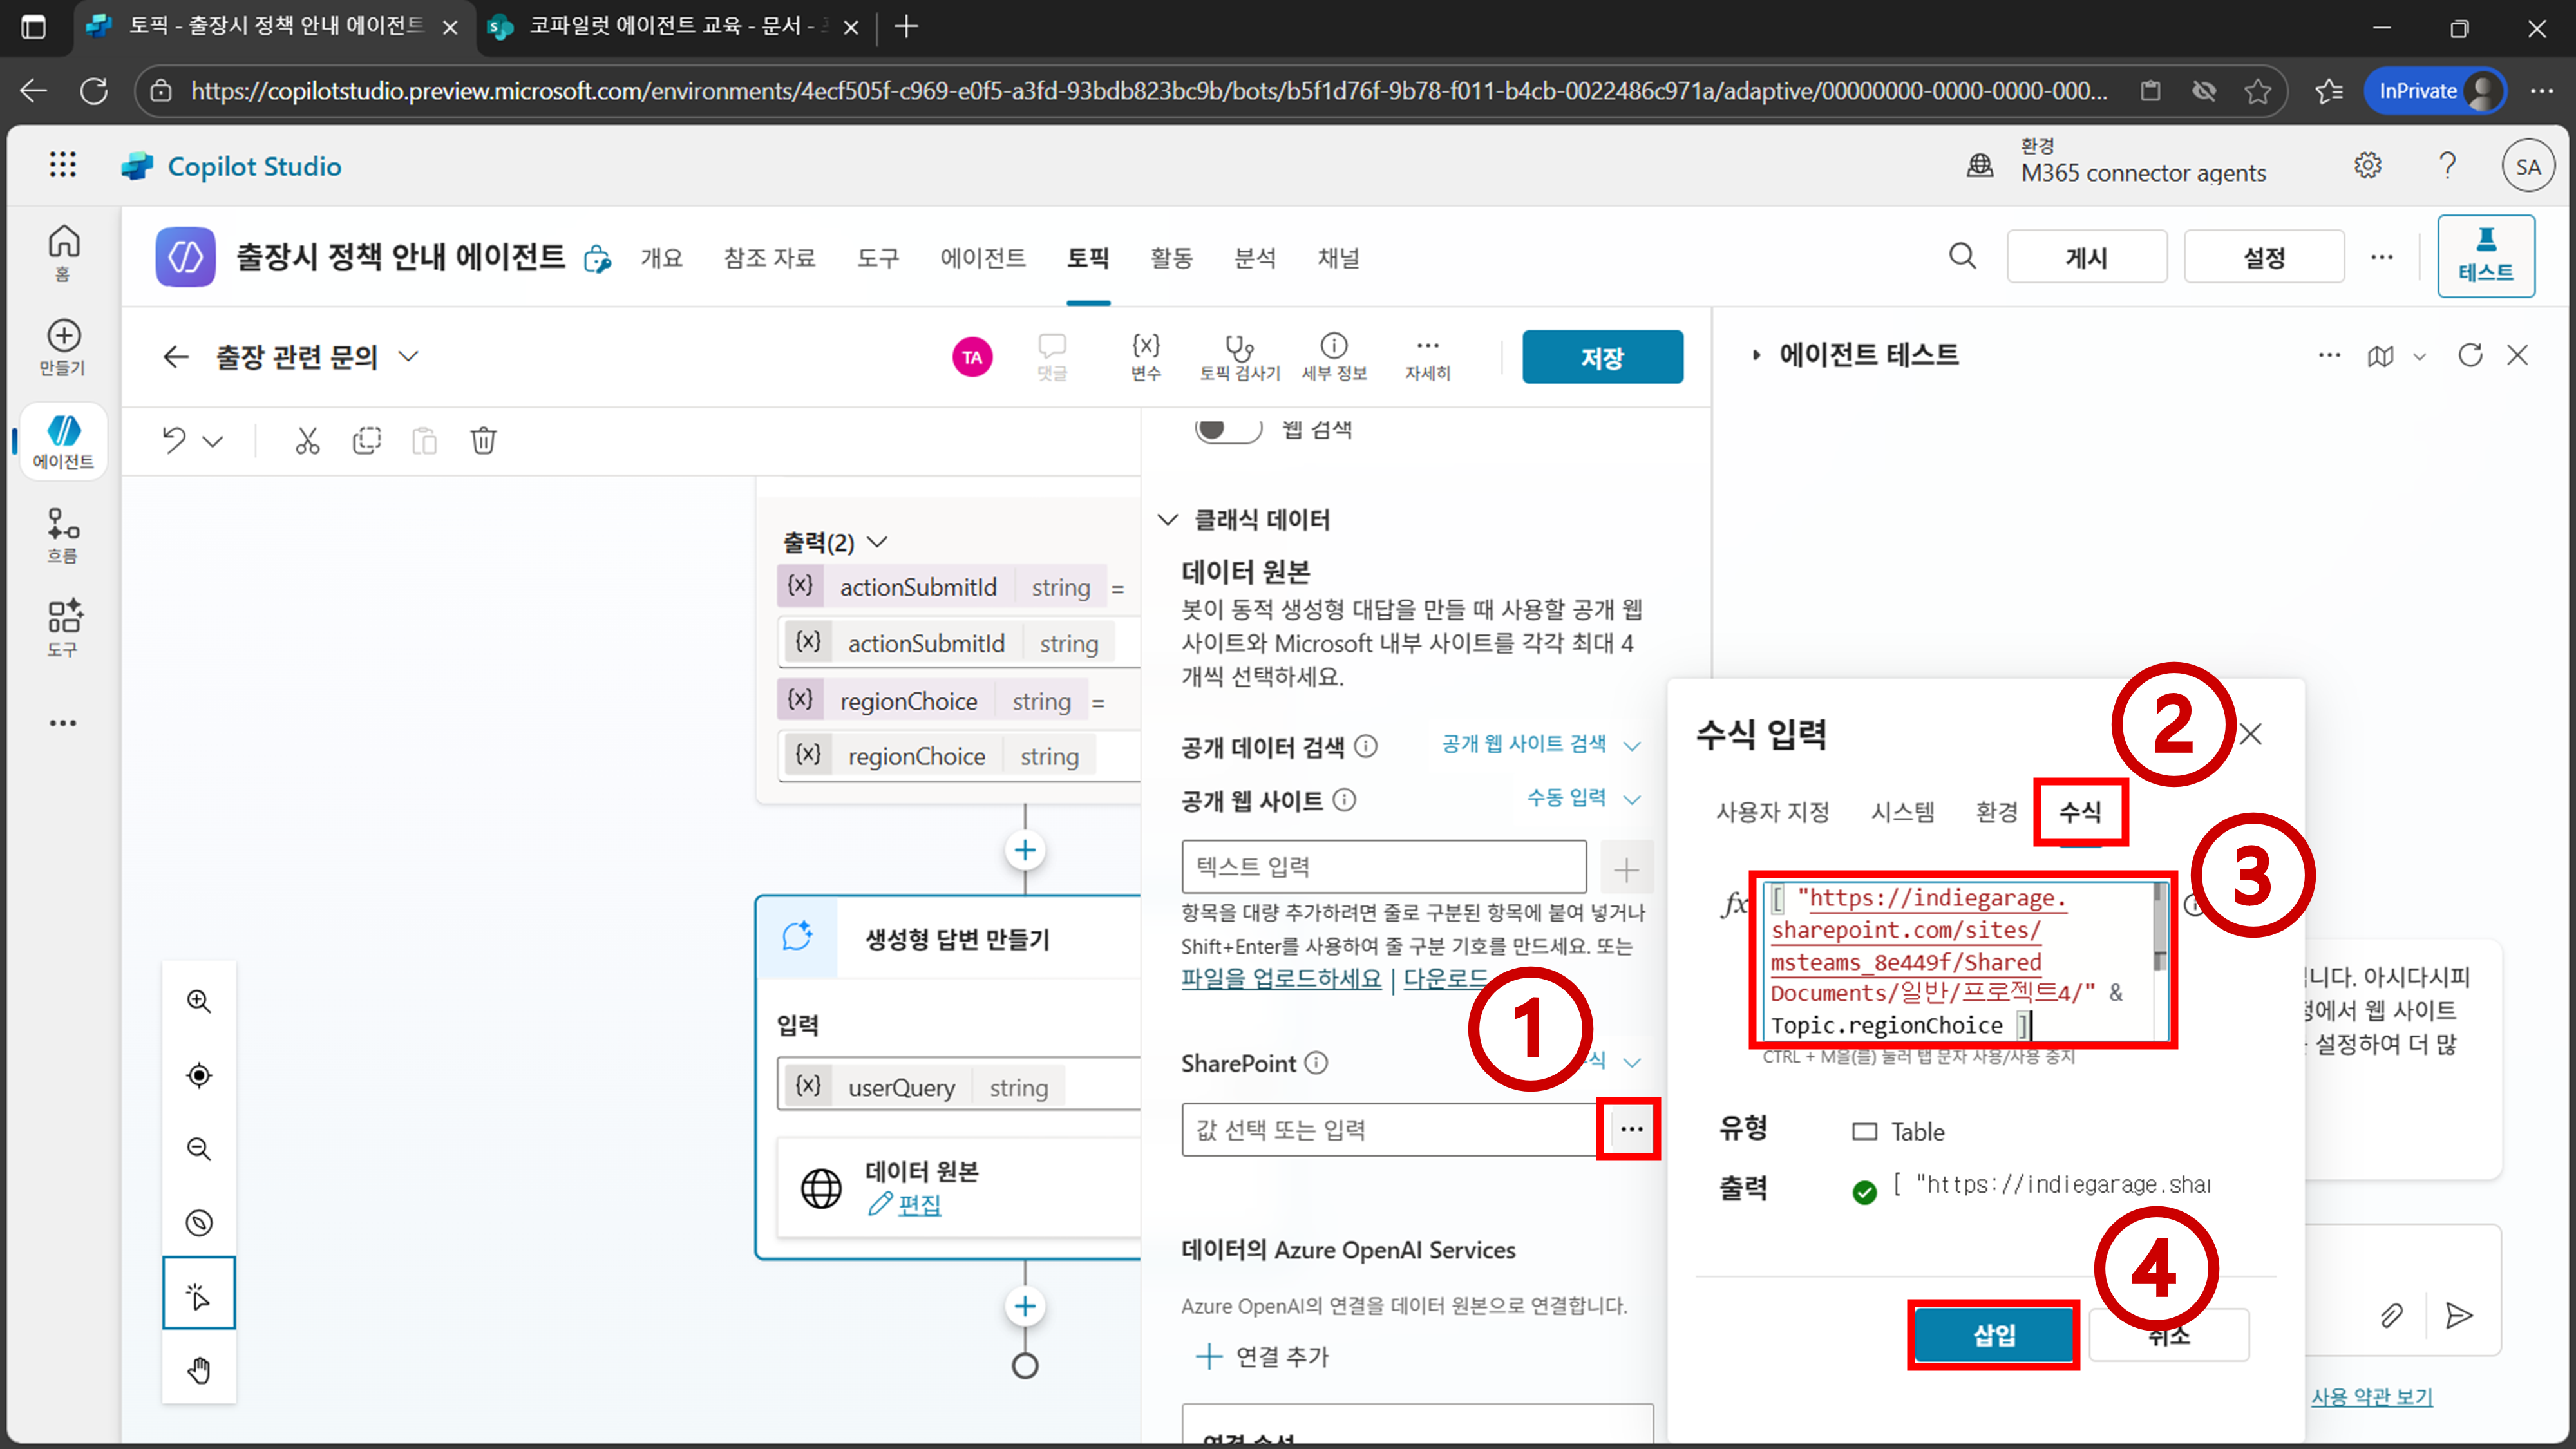 토픽 - 출장시 정책 안내 에이전트
코파일럿 에이전트 교육 - 문서 -
https://copilotstudio.preview.microsoft.com/environments/4ecf505f-c969-e0f5-a3fd-93bdb823bc9b/bots/b5f1d76f-9b78-f011-b4cb-0022486c971a/adaptive/00000000-0000-0000-000...
InPrivate
Copilot Studio
환경
M365 connector agents
SA
홈
만들기
에이전트
흐름
도구
출장시 정책 안내 에이전트
개요
참조 자료
도구
에이전트
토픽
활동
분석
채널
게시
설정
테스트
출장 관련 문의
TA
댓글
변수
토픽 검사기
세부 정보
자세히
저장
에이전트 테스트
출력(2)
{x} actionSubmitId string =
{x} actionSubmitId string
{x} regionChoice string =
{x} regionChoice string
생성형 답변 만들기
입력
{x} userQuery string
데이터 원본
편집
웹 검색
클래식 데이터
데이터 원본
봇이 동적 생성형 대답을 만들 때 사용할 공개 웹
사이트와 Microsoft 내부 사이트를 각각 최대 4
개씩 선택하세요.
공개 데이터 검색
공개 웹 사이트 검색
공개 웹 사이트
수동 입력
텍스트 입력
항목을 대량 추가하려면 줄로 구분된 항목에 붙여 넣거나
Shift+Enter를 사용하여 줄 구분 기호를 만드세요. 또는
파일을 업로드하세요 | 다운로드
SharePoint
식
값 선택 또는 입력
①
데이터의 Azure OpenAI Services
Azure OpenAI의 연결을 데이터 원본으로 연결합니다.
연결 추가
연결 속성
수식 입력
②
사용자 지정
시스템
환경
수식
③
fx
[ "https://indiegarage.
sharepoint.com/sites/
msteams_8e449f/Shared
Documents/일반/프로젝트4/" &
Topic.regionChoice ]
CTRL + M을(를) 눌러 탭 문자 사용/사용 중지
유형
Table
출력
[ "https://indiegarage.shar
④
삽입
취소
니다. 아시다시피
정에서 웹 사이트
설정하여 더 많
사용 약관 보기